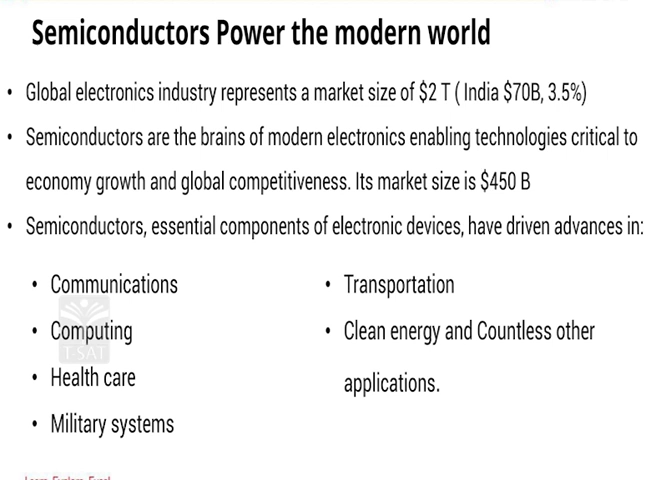 Semiconductors Power the modern world
• Global electronics industry represents a market size of $2 T ( India $70B, 3.5%)
• Semiconductors are the brains of modern electronics enabling technologies critical to
economy growth and global competitiveness. Its market size is $450 B
• Semiconductors, essential components of electronic devices, have driven advances in:
• Communications
• Computing
T-SAT
• Health care
• Military systems
• Transportation
• Clean energy and Countless other
applications.